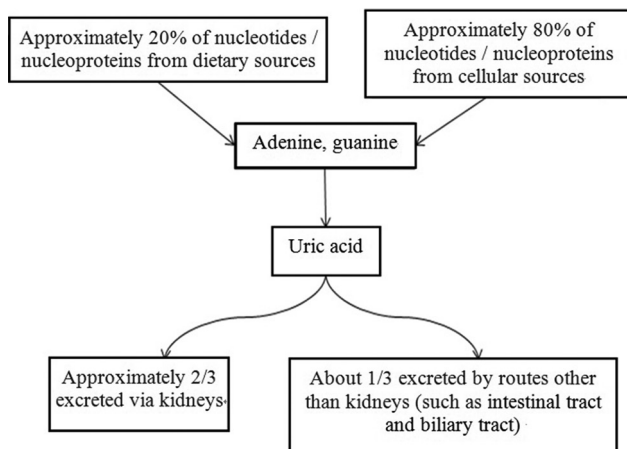 Approximately 20% of nucleotides /
nucleoproteins from dietary sources
Approximately 80% of
nucleotides / nucleoproteins
from cellular sources
Adenine, guanine
Uric acid
Approximately 2/3
excreted via kidneys
About 1/3 excreted by routes other
than kidneys (such as intestinal tract
and biliary tract)